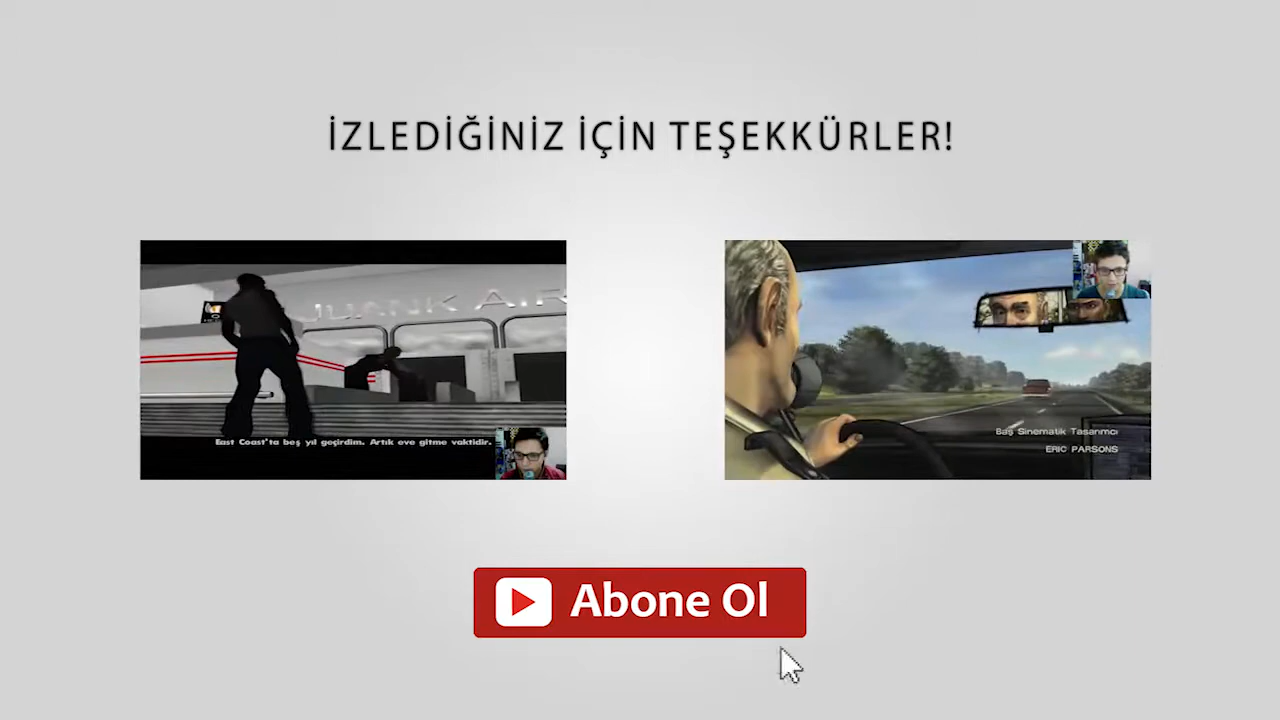 İZLEDİĞİNİZ İÇİN TEŞEKKÜRLER!
JUANK AIR
East Coast'ta beş yıl geçirdim. Artık eve gitme vaktidir.
Baş Sinematik Tasarımcı
ERIC PARSONS
Abone Ol